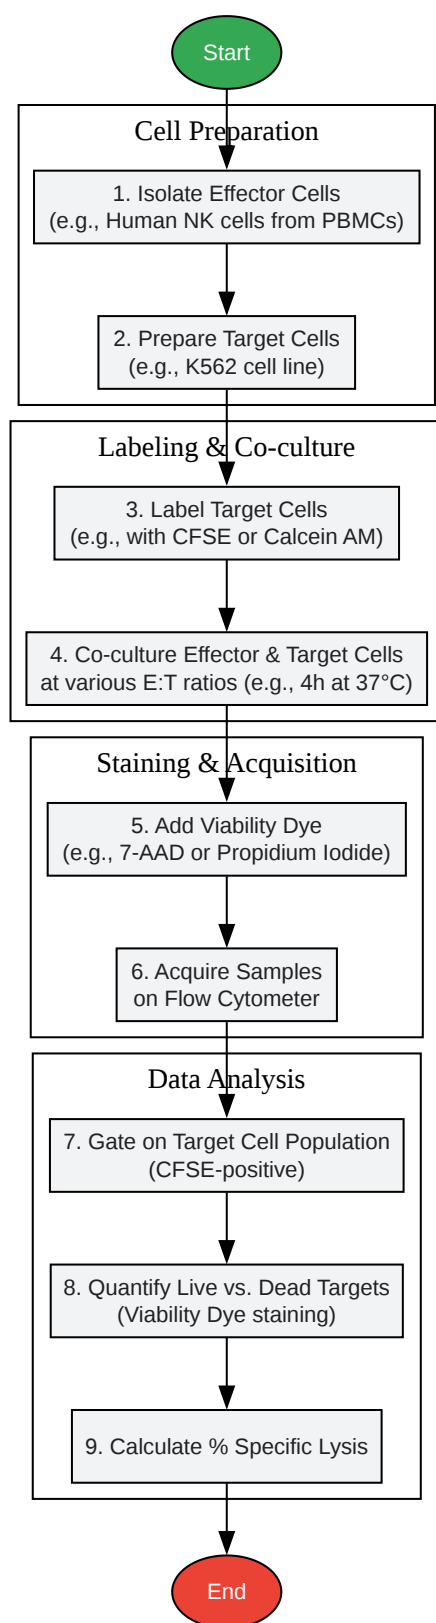 Start
Cell Preparation
1. Isolate Effector Cells
(e.g., Human NK cells from PBMCs)
2. Prepare Target Cells
(e.g., K562 cell line)
Labeling & Co-culture
3. Label Target Cells
(e.g., with CFSE or Calcein AM)
4. Co-culture Effector & Target Cells
at various E:T ratios (e.g., 4h at 37°C)
Staining & Acquisition
5. Add Viability Dye
(e.g., 7-AAD or Propidium Iodide)
6. Acquire Samples
on Flow Cytometer
Data Analysis
7. Gate on Target Cell Population
(CFSE-positive)
8. Quantify Live vs. Dead Targets
(Viability Dye staining)
9. Calculate % Specific Lysis
End